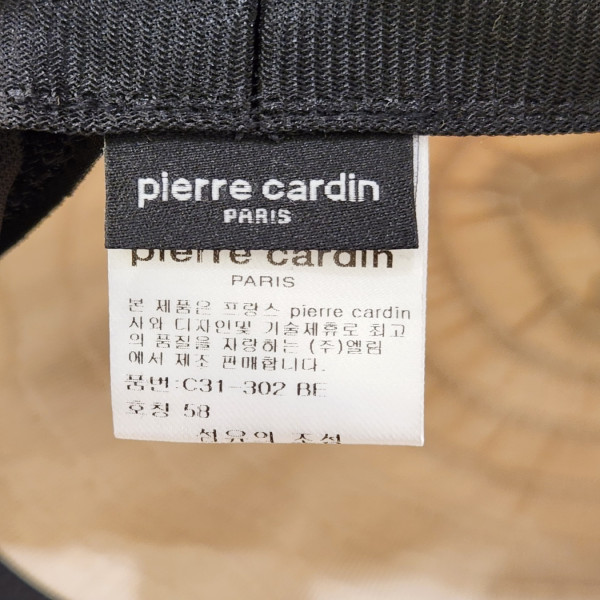 pierre cardin
PARIS
pierre cardin
PARIS
본 제품은 프랑스 pierre cardin
사와 디자인및 기술제휴로 최고
의 품질을 자랑하는 (주)엘림
에서 제조 판매합니다.
품번:C31-302 BE
호칭 58
섬유의 조성